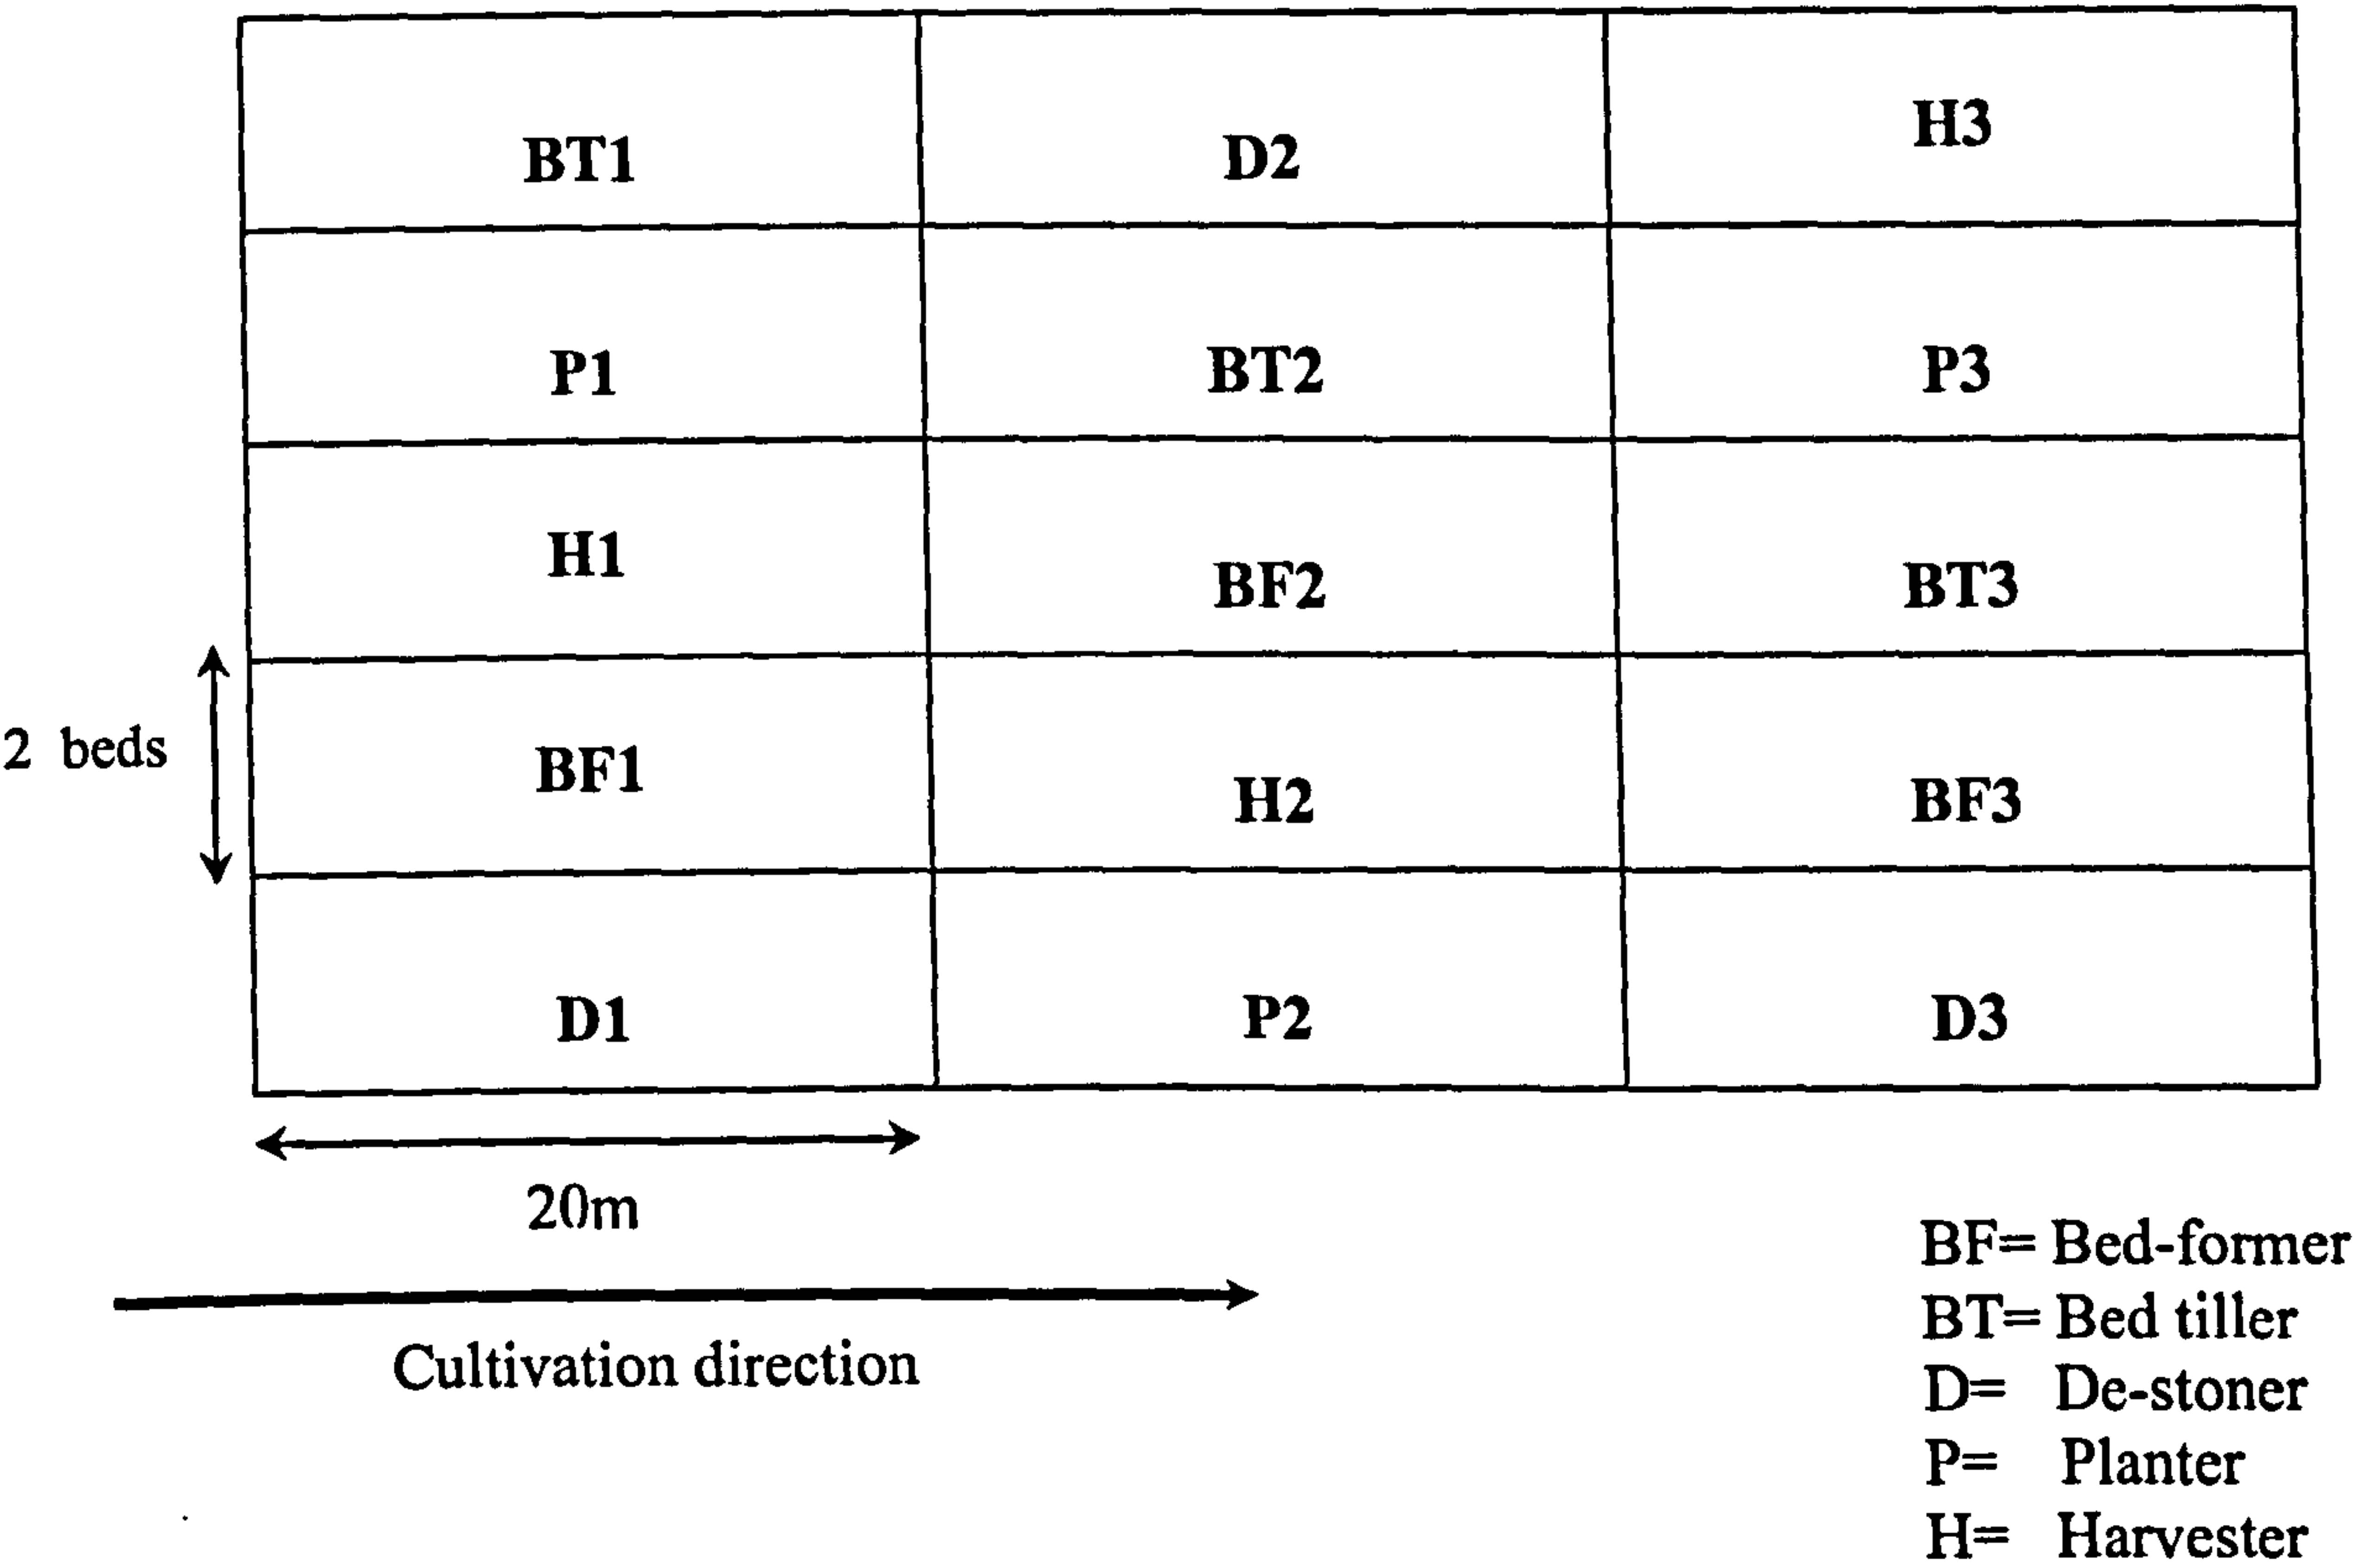 BT1 D2 H3
P1 BT2 P3
H1 BF2 BT3
2 beds BF1 H2 BF3
D1 P2 D3
20m
Cultivation direction
BF= Bed-former
BT= Bed tiller
D= De-stoner
P= Planter
H= Harvester